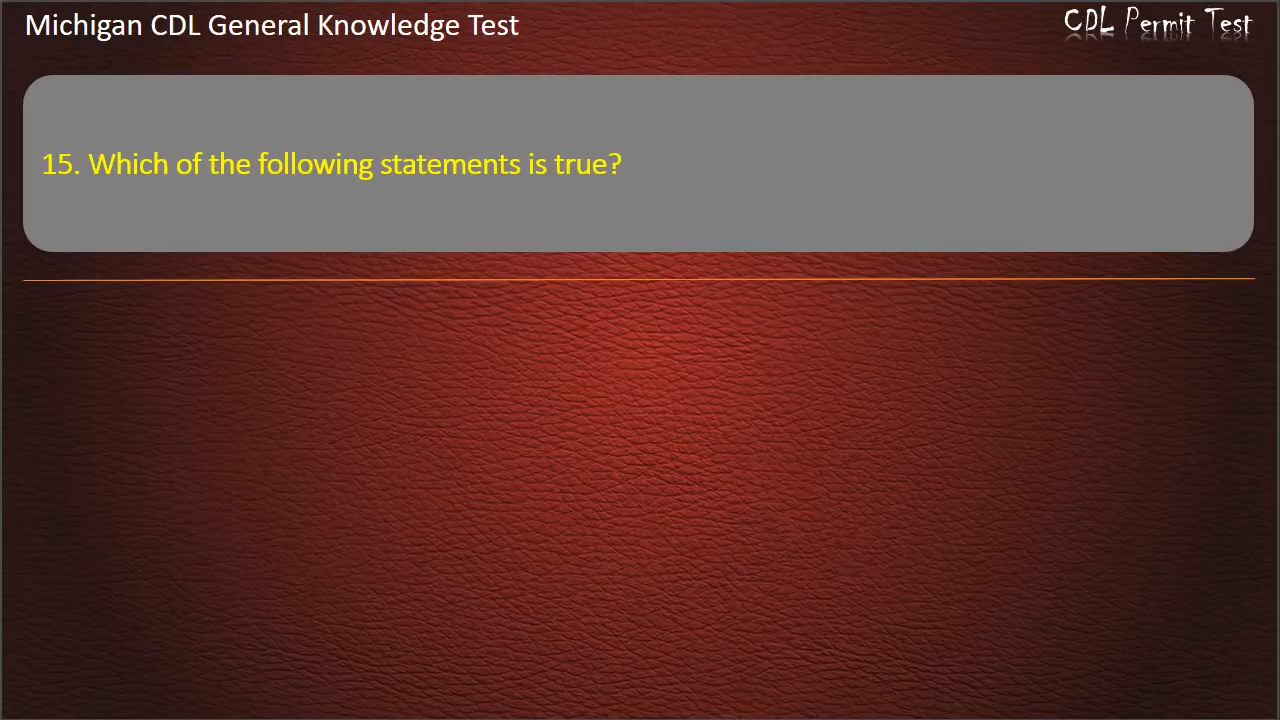 Michigan CDL General Knowledge Test
CDL Permit Test
15. Which of the following statements is true?